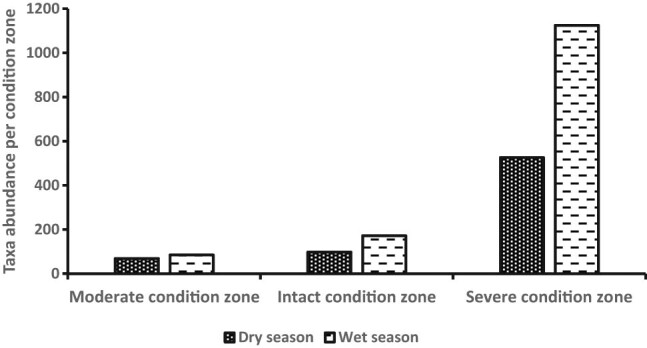 Taxa abundance per condition zone
1200
1000
800
600
400
200
0
Moderate condition zone
Intact condition zone
Severe condition zone
Dry season
Wet season